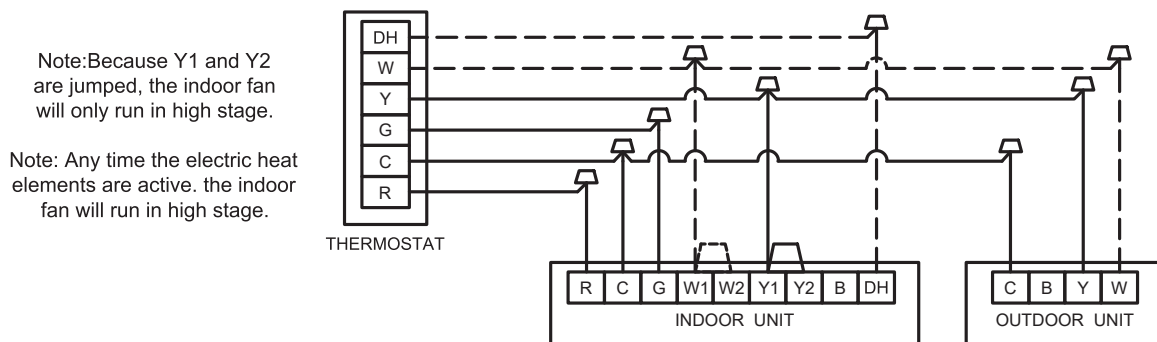 Note:Because Y1 and Y2
are jumped, the indoor fan
will only run in high stage.
Note: Any time the electric heat
elements are active. the indoor
fan will run in high stage.
DH
W
Y
G
C
R
THERMOSTAT
R C G W1 W2 Y1 Y2 B DH
INDOOR UNIT
C B Y W
OUTDOOR UNIT